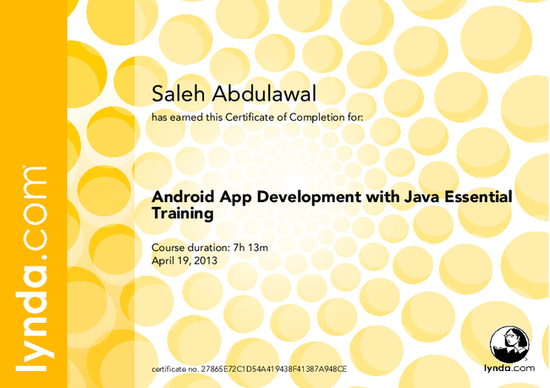 lynda.com
Saleh Abdulawal
has earned this Certificate of Completion for:
Android App Development with Java Essential
Training
Course duration: 7h 13m
April 19, 2013
certificate no. 27865E72C1D54A419438F41387A948CE
lynda.com